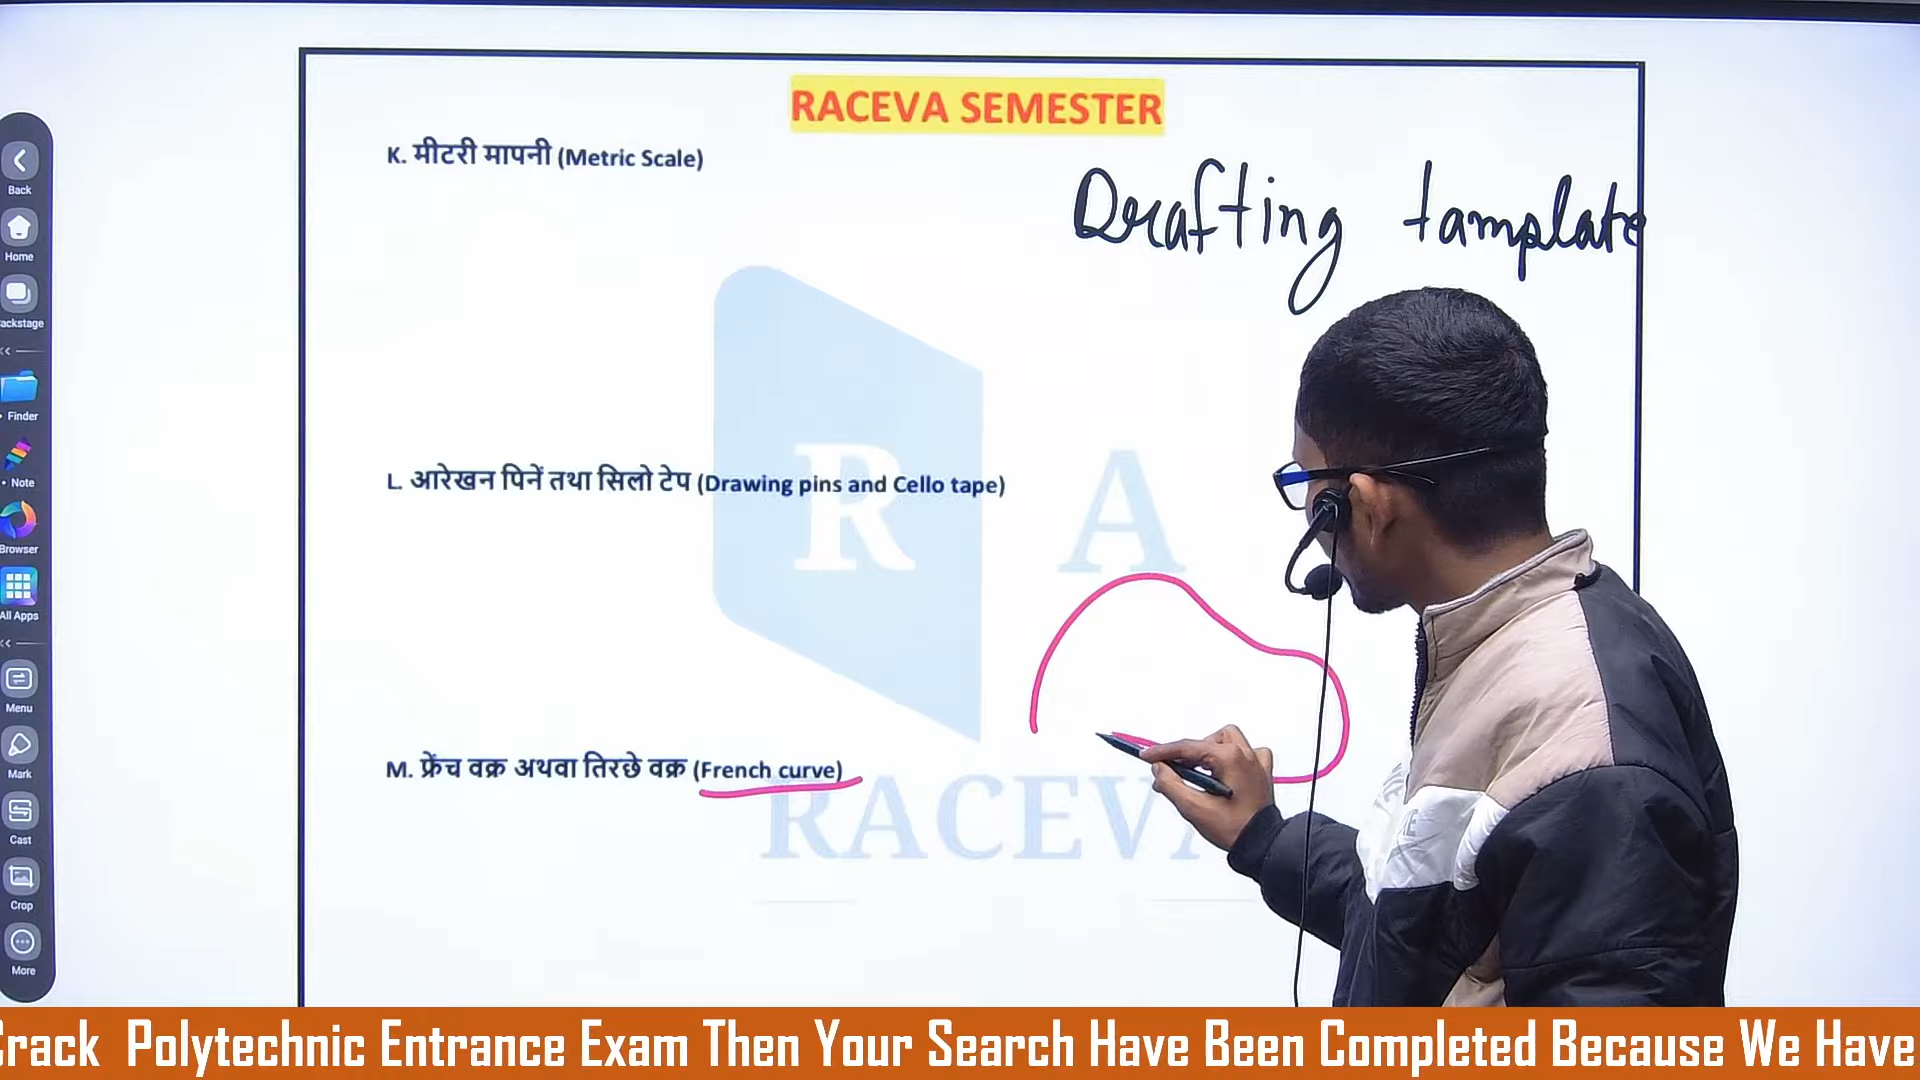 RACEVA SEMESTER
K. मीटरी मापनी (Metric Scale)
Drafting tamplate
R A
L. आरेखन पिनें तथा सिलो टेप (Drawing pins and Cello tape)
M. फ्रेंच वक्र अथवा तिरछे वक्र (French curve)
RACEVA
Back
Home
Finder
Note
Browser
All Apps
Menu
Mark
Cast
Crop
More
Polytechnic Entrance Exam Then Your Search Have Been Completed Because We Have